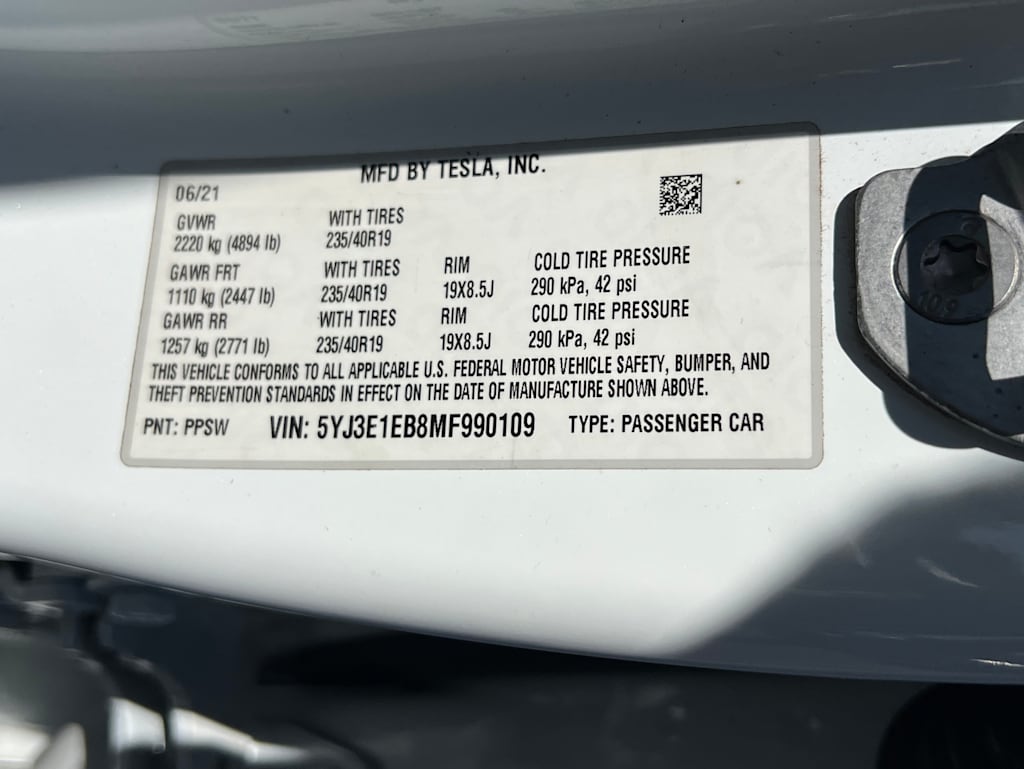 MFD BY TESLA, INC.
06/21
GVWR WITH TIRES
2220 kg (4894 lb) 235/40R19
GAWR FRT WITH TIRES RIM COLD TIRE PRESSURE
1110 kg (2447 lb) 235/40R19 19X8.5J 290 kPa, 42 psi
GAWR RR WITH TIRES RIM COLD TIRE PRESSURE
1257 kg (2771 lb) 235/40R19 19X8.5J 290 kPa, 42 psi
THIS VEHICLE CONFORMS TO ALL APPLICABLE U.S. FEDERAL MOTOR VEHICLE SAFETY, BUMPER, AND
THEFT PREVENTION STANDARDS IN EFFECT ON THE DATE OF MANUFACTURE SHOWN ABOVE.
PNT: PPSW VIN: 5YJ3E1EB8MF990109 TYPE: PASSENGER CAR